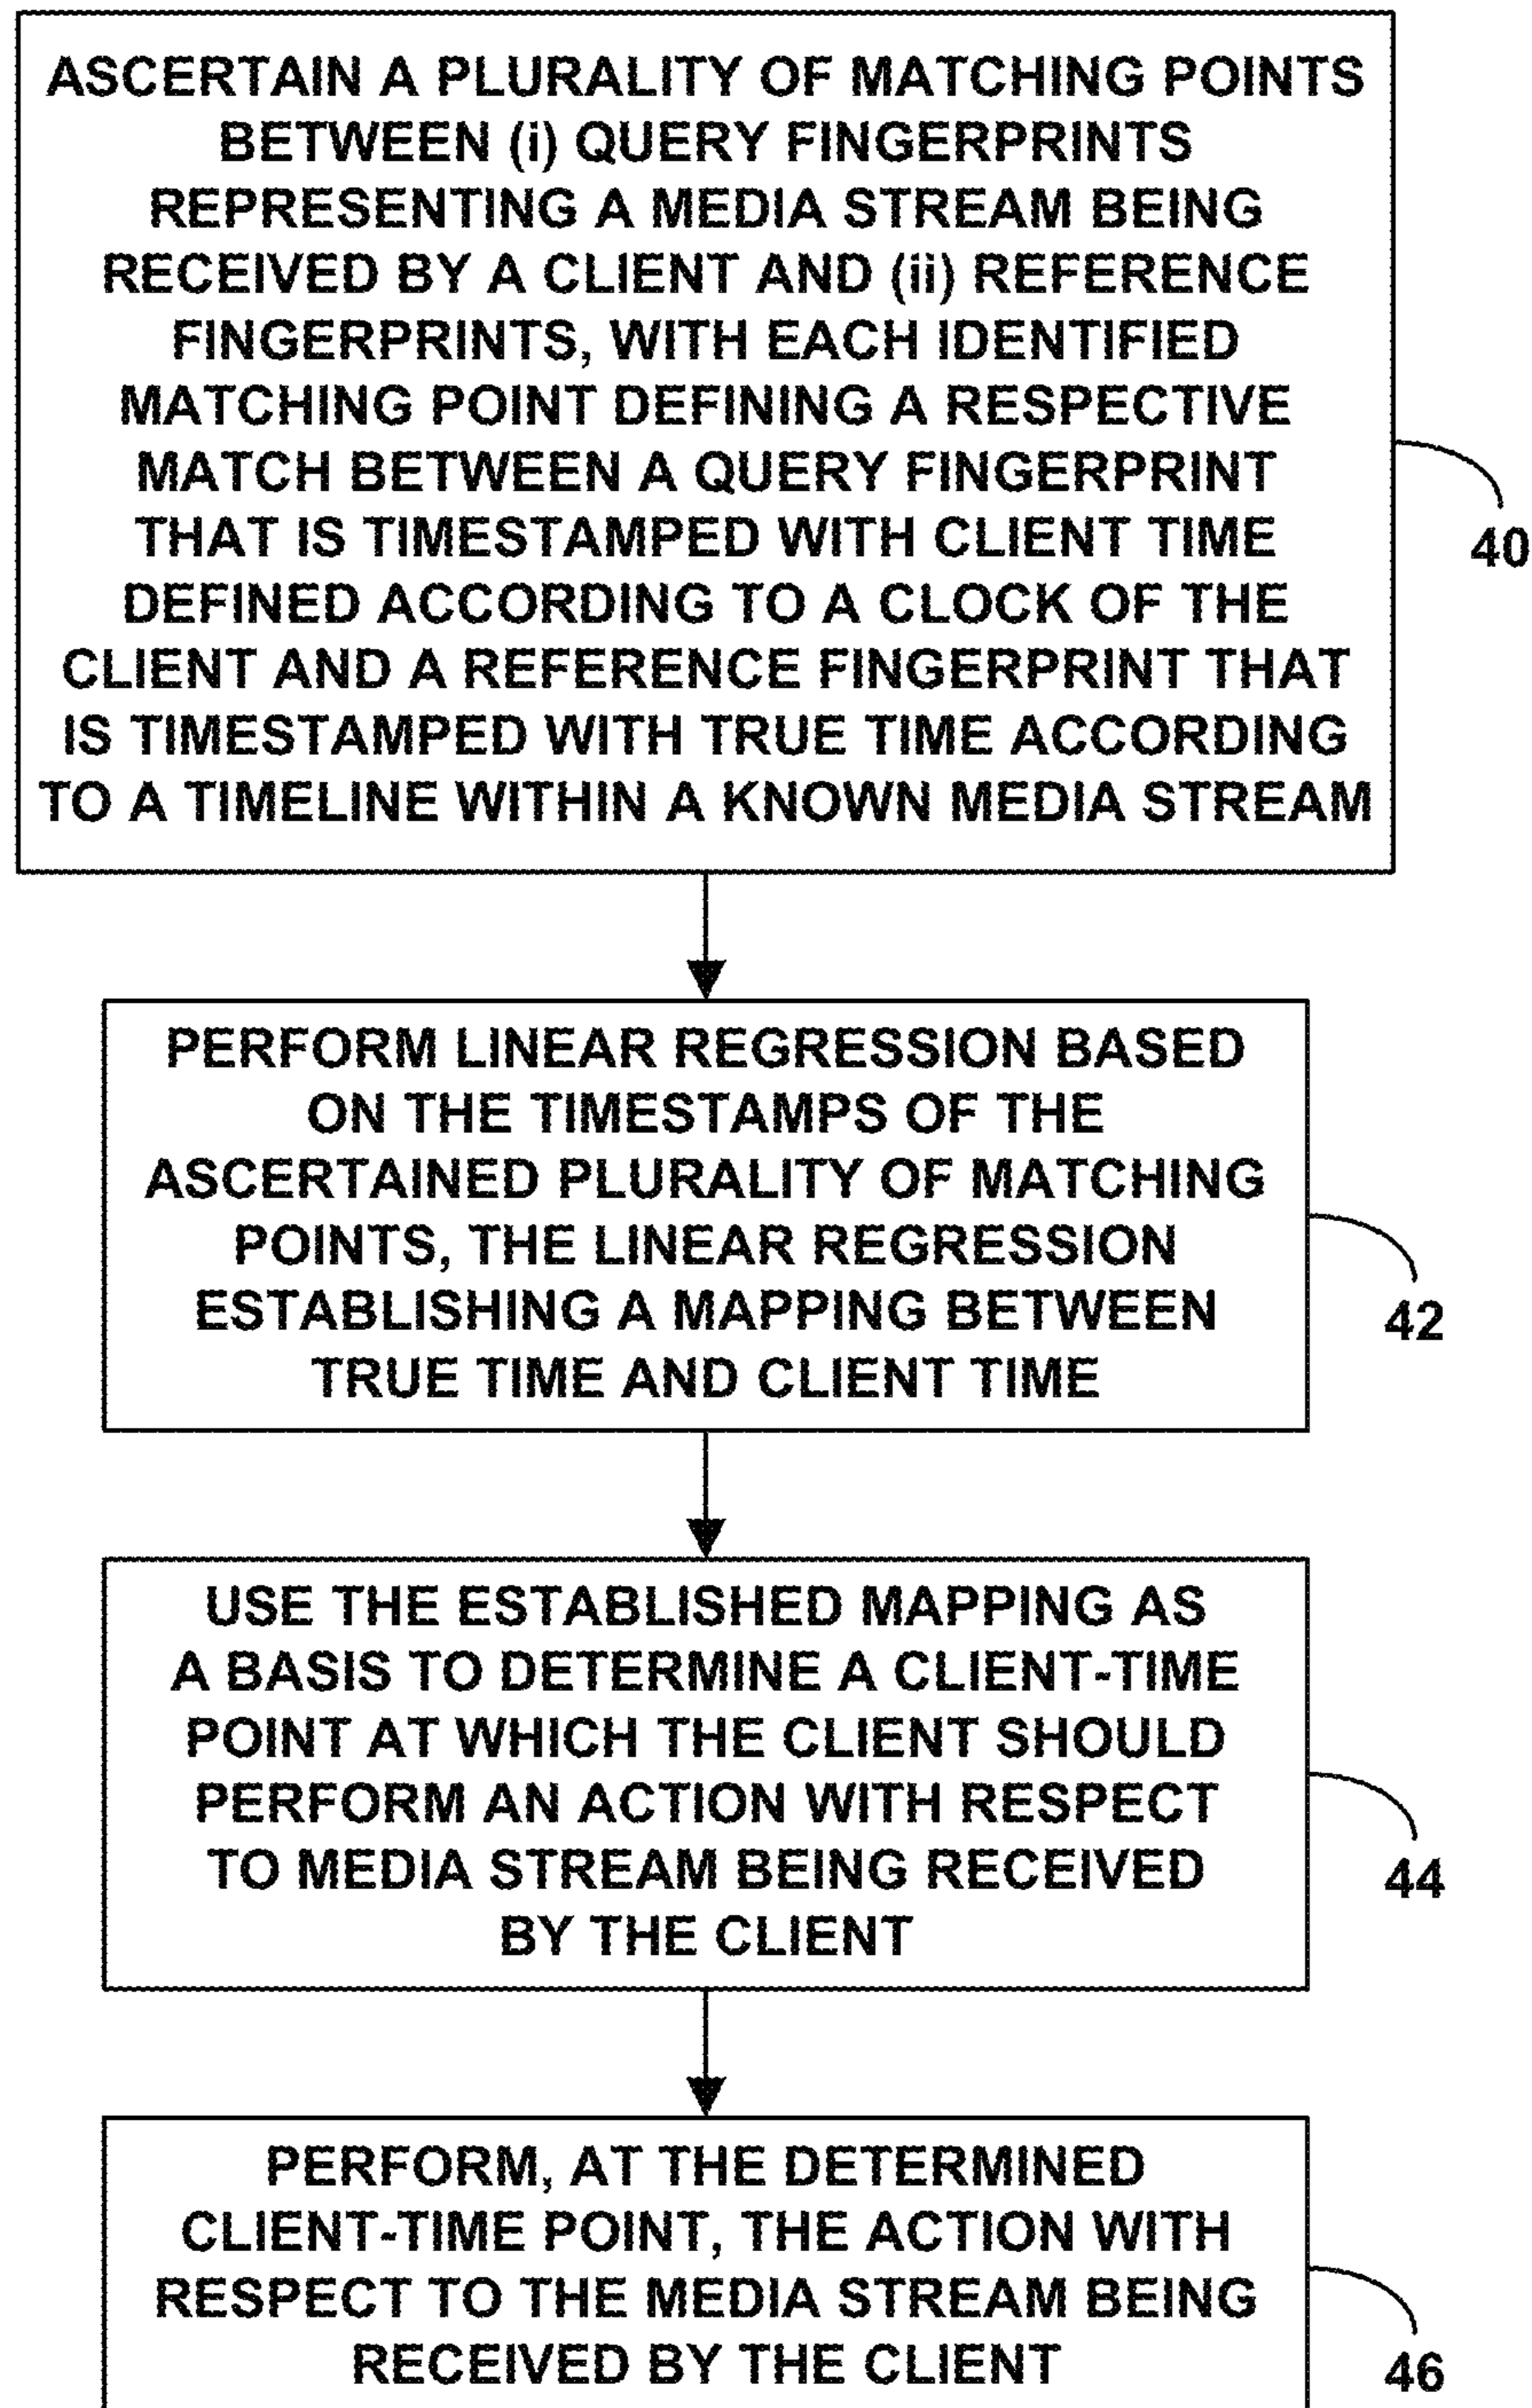 ASCERTAIN A PLURALITY OF MATCHING POINTS
BETWEEN (i) QUERY FINGERPRINTS
REPRESENTING A MEDIA STREAM BEING
RECEIVED BY A CLIENT AND (ii) REFERENCE
FINGERPRINTS, WITH EACH IDENTIFIED
MATCHING POINT DEFINING A RESPECTIVE
MATCH BETWEEN A QUERY FINGERPRINT
THAT IS TIMESTAMPED WITH CLIENT TIME
DEFINED ACCORDING TO A CLOCK OF THE
CLIENT AND A REFERENCE FINGERPRINT THAT
IS TIMESTAMPED WITH TRUE TIME ACCORDING
TO A TIMELINE WITHIN A KNOWN MEDIA STREAM
40
PERFORM LINEAR REGRESSION BASED
ON THE TIMESTAMPS OF THE
ASCERTAINED PLURALITY OF MATCHING
POINTS, THE LINEAR REGRESSION
ESTABLISHING A MAPPING BETWEEN
TRUE TIME AND CLIENT TIME
42
USE THE ESTABLISHED MAPPING AS
A BASIS TO DETERMINE A CLIENT-TIME
POINT AT WHICH THE CLIENT SHOULD
PERFORM AN ACTION WITH RESPECT
TO MEDIA STREAM BEING RECEIVED
BY THE CLIENT
44
PERFORM, AT THE DETERMINED
CLIENT-TIME POINT, THE ACTION WITH
RESPECT TO THE MEDIA STREAM BEING
RECEIVED BY THE CLIENT
46